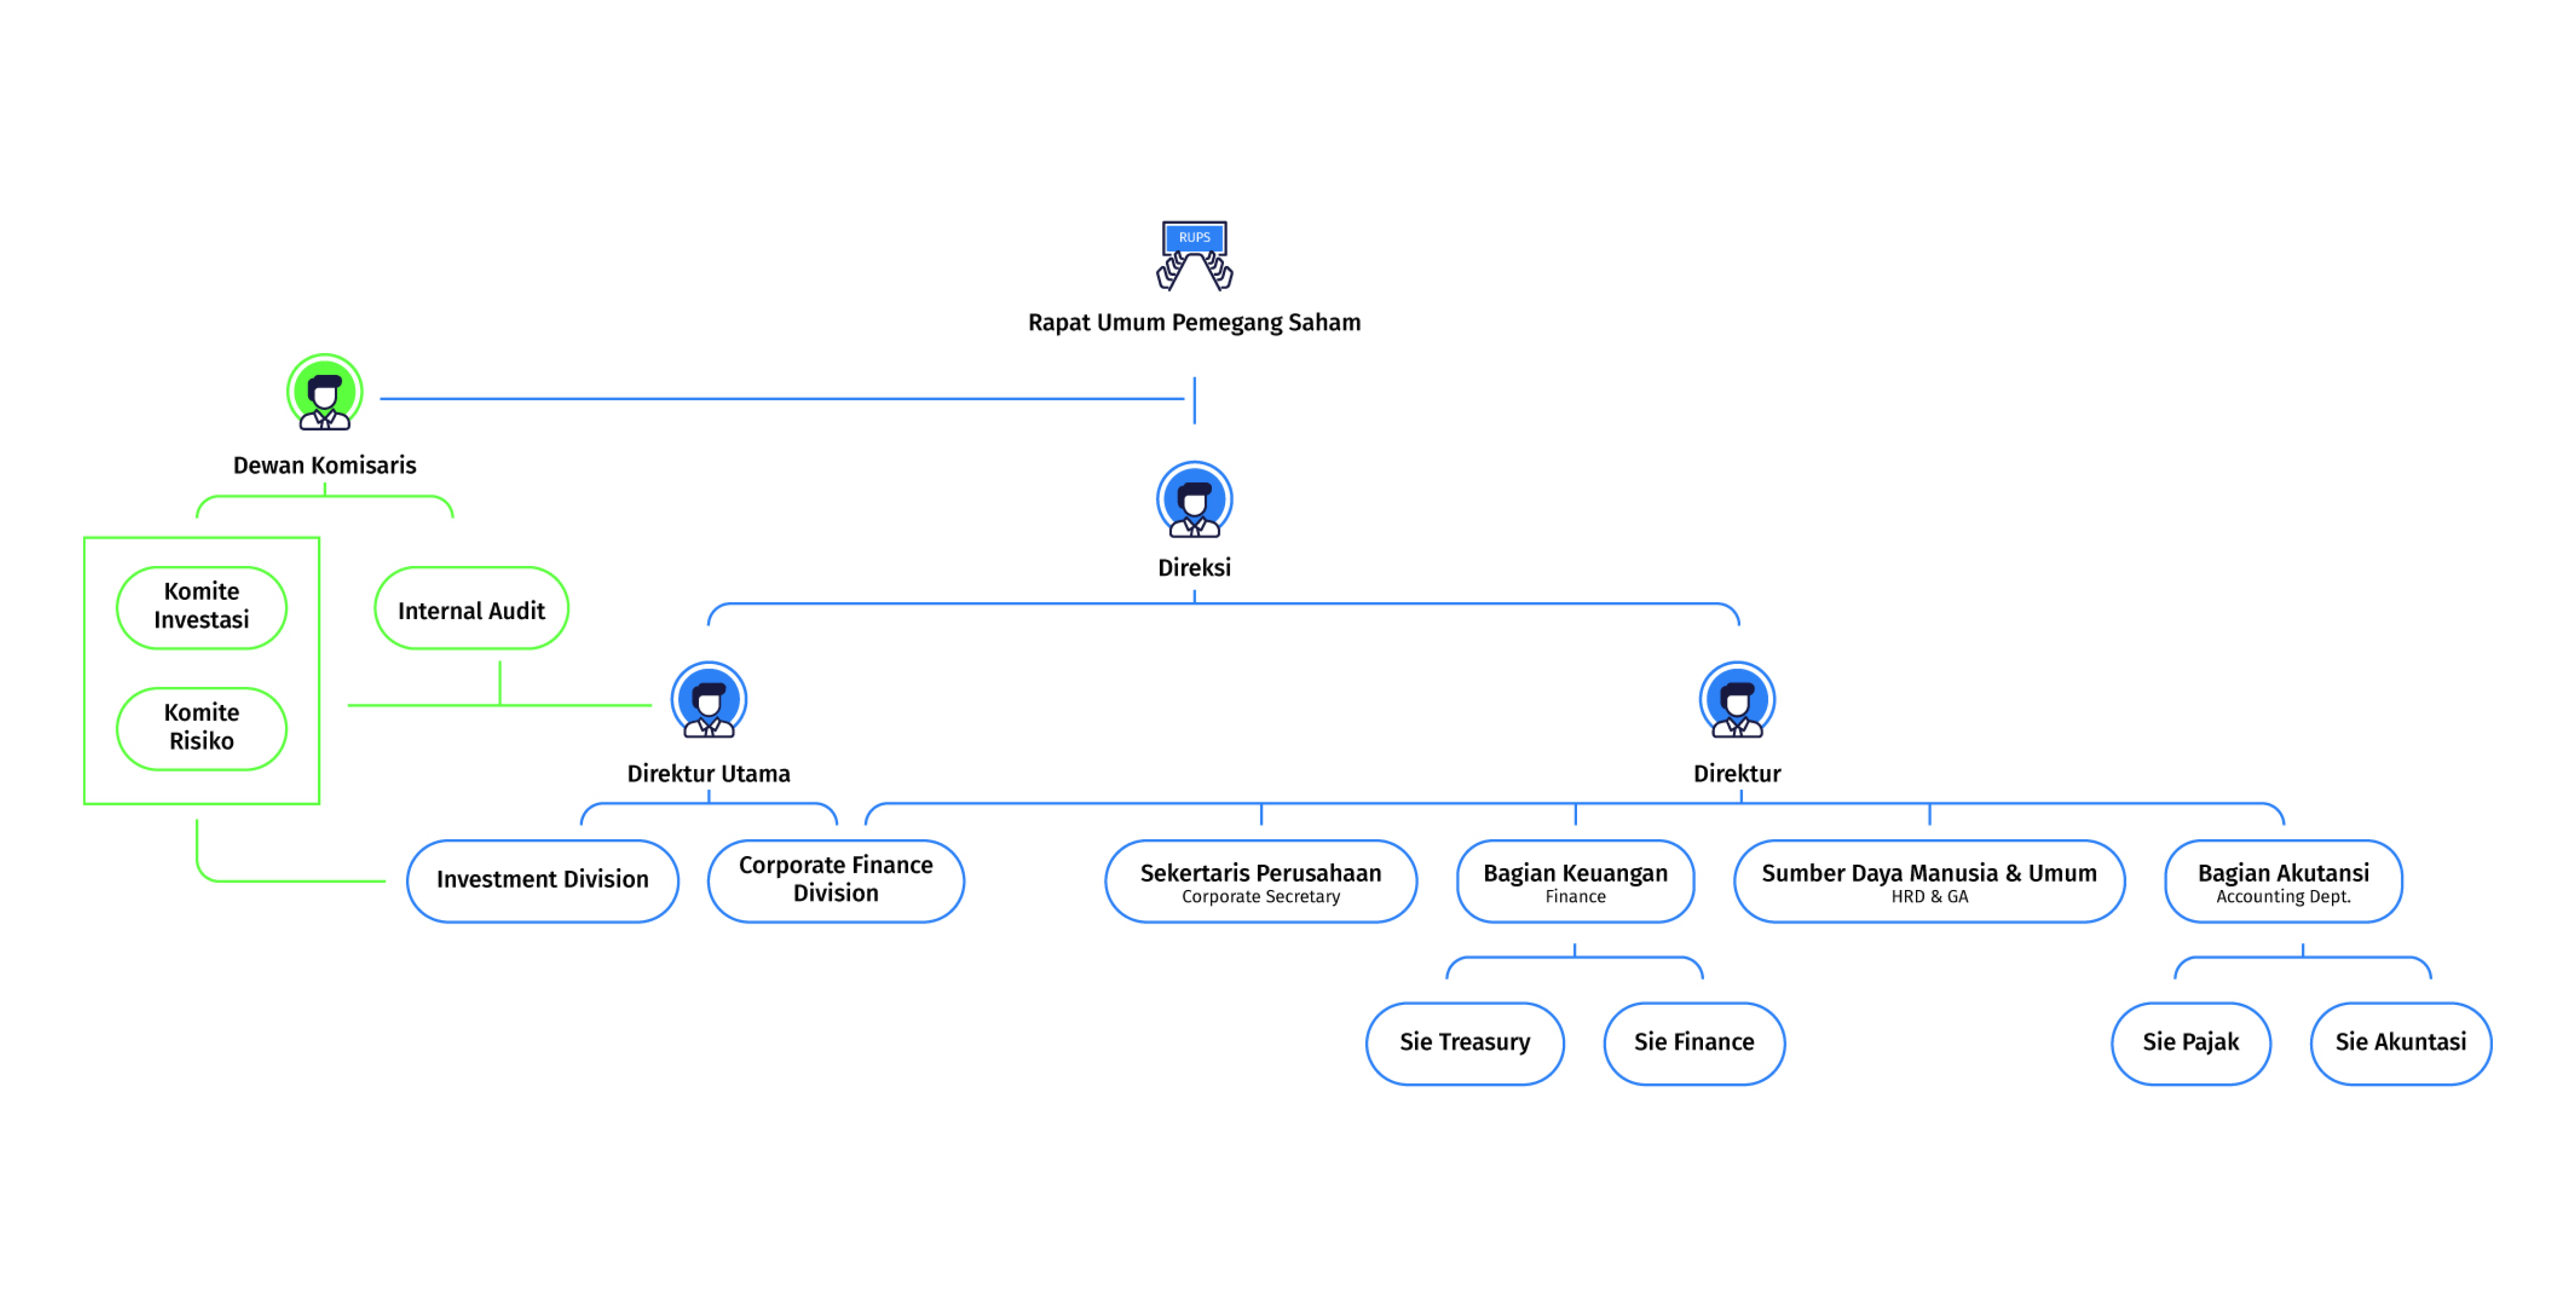 RUPS
Rapat Umum Pemegang Saham
Dewan Komisaris
Direksi
Komite
Investasi
Internal Audit
Komite
Risiko
Direktur Utama
Direktur
Investment Division
Corporate Finance
Division
Sekertaris Perusahaan
Corporate Secretary
Bagian Keuangan
Finance
Sumber Daya Manusia & Umum
HRD & GA
Bagian Akutansi
Accounting Dept.
Sie Treasury
Sie Finance
Sie Pajak
Sie Akuntasi